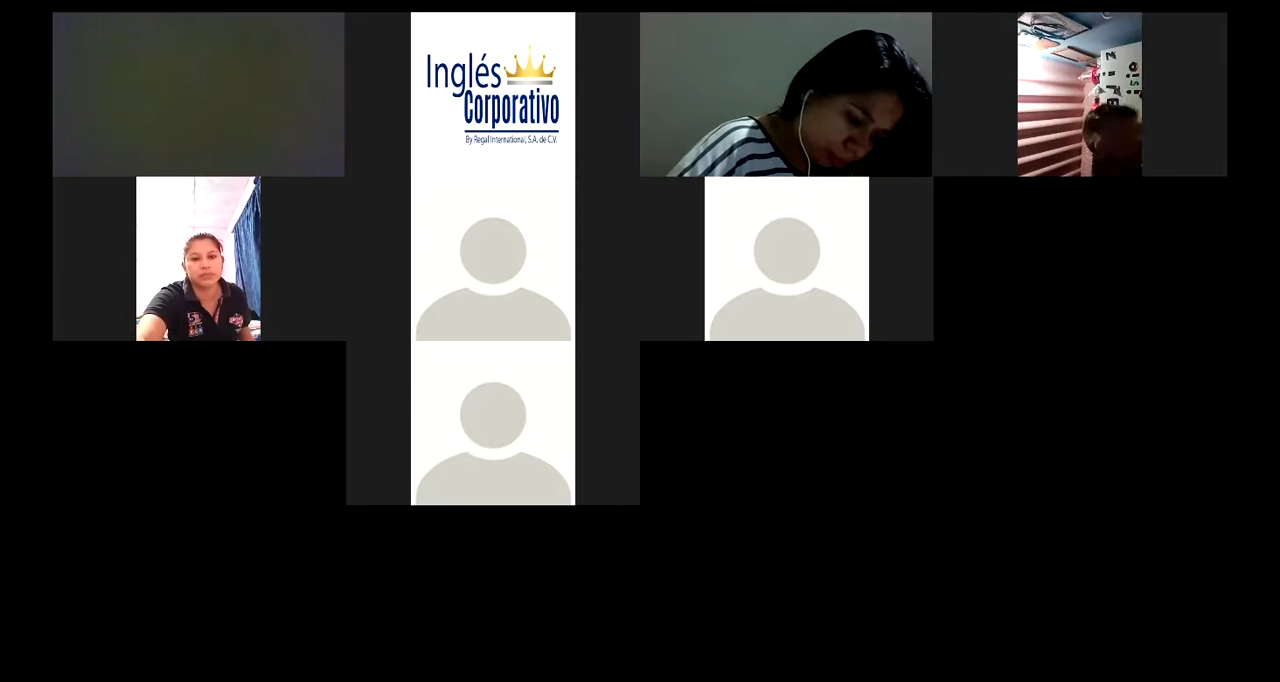 Inglés
Corporativo
By Regal International, S.A. de C.V.